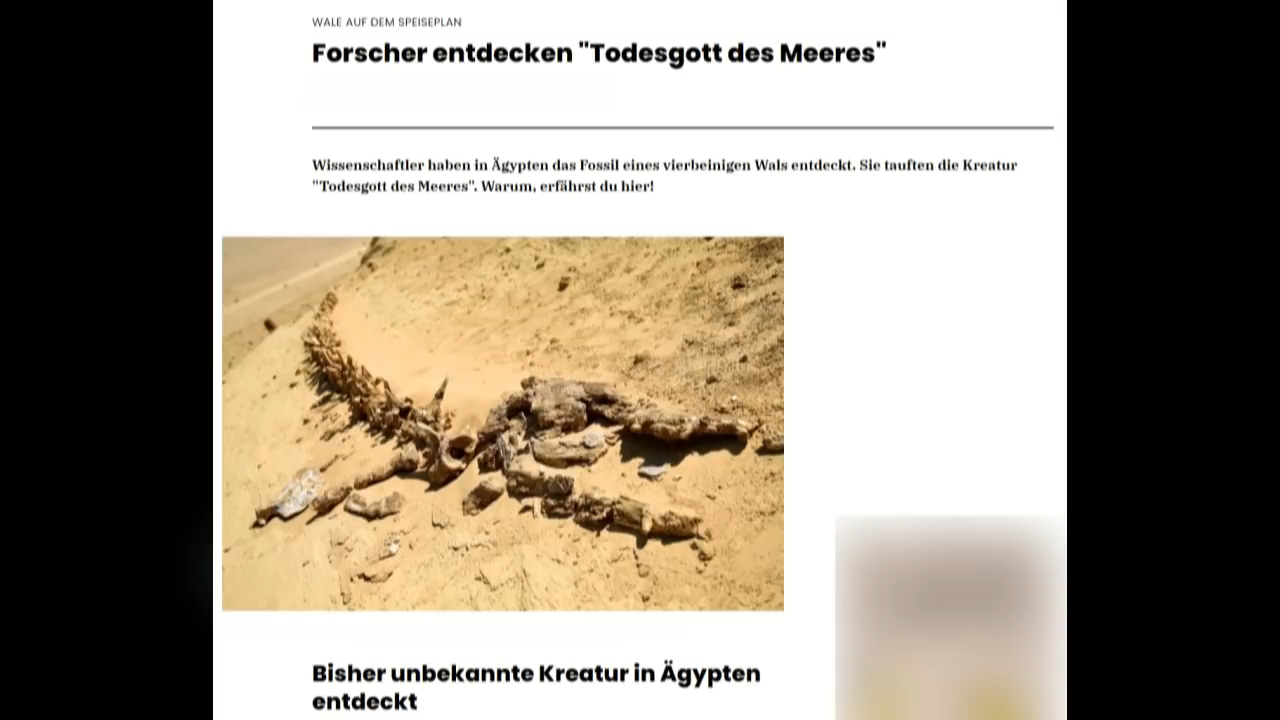 WALE AUF DEM SPEISEPLAN
Forscher entdecken "Todesgott des Meeres"
Wissenschaftler haben in Ägypten das Fossil eines vierbeinigen Wals entdeckt. Sie tauften die Kreatur
"Todesgott des Meeres". Warum, erfährst du hier!
Bisher unbekannte Kreatur in Ägypten
entdeckt